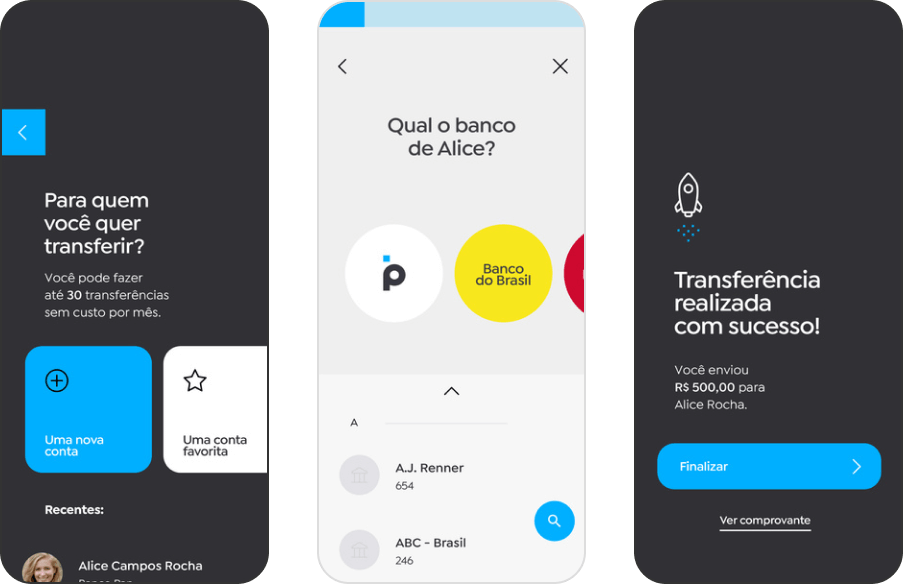 Para quem
você quer
transferir?
Você pode fazer
até 30 transferências
sem custo por mês.
Uma nova
conta
Uma conta
favorita
Recentes:
Alice Campos Rocha
Qual o banco
de Alice?
p
Banco
do Brasil
A
A.J. Renner
654
ABC - Brasil
246
Transferência
realizada
com sucesso!
Você enviou
R$ 500,00 para
Alice Rocha.
Finalizar
Ver comprovante